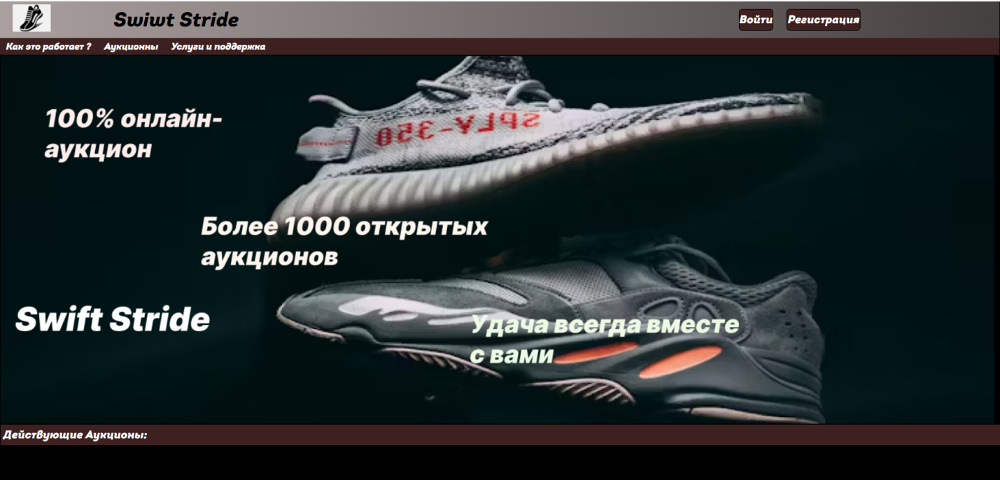 Swiwt Stride
Войти
Регистрация
Как это работает ?
Аукционны
Услуги и поддержка
100% онлайн-
аукцион
SPLY-350
Более 1000 открытых
аукционов
Swift Stride
Удача всегда вместе
с вами
Действующие Аукционы: